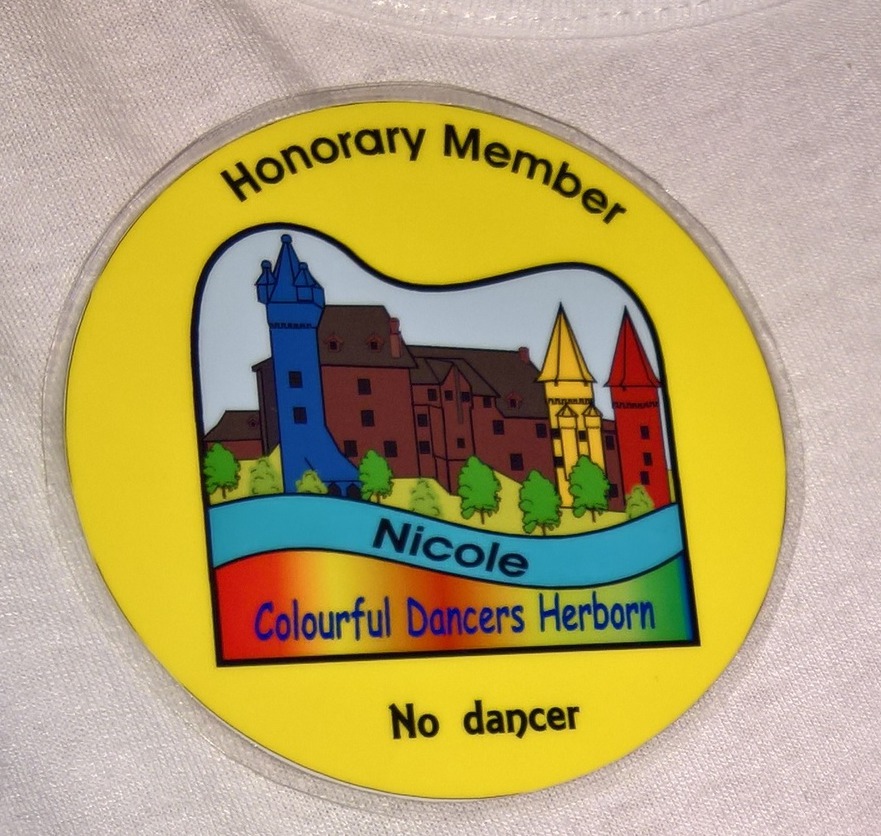 Honorary Member
Nicole
Colourful Dancers Herborn
No dancer